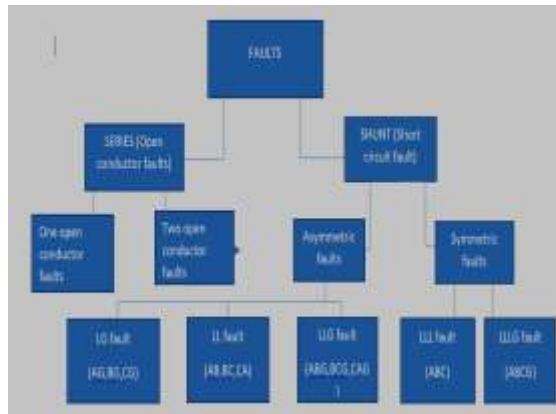 FAULTS
SERIES (Open
conductor faults)
SHUNT (Short
circuit fault)
One open
conductor
faults
Two open
conductor
faults
Asymmetric
faults
Symmetric
faults
LG fault
(AG,BG,CG)
LL fault
(AB,BC,CA)
LLG fault
(ABG,BCG,CAG
)
LLL fault
(ABC)
LLLG fault
(ABCG)